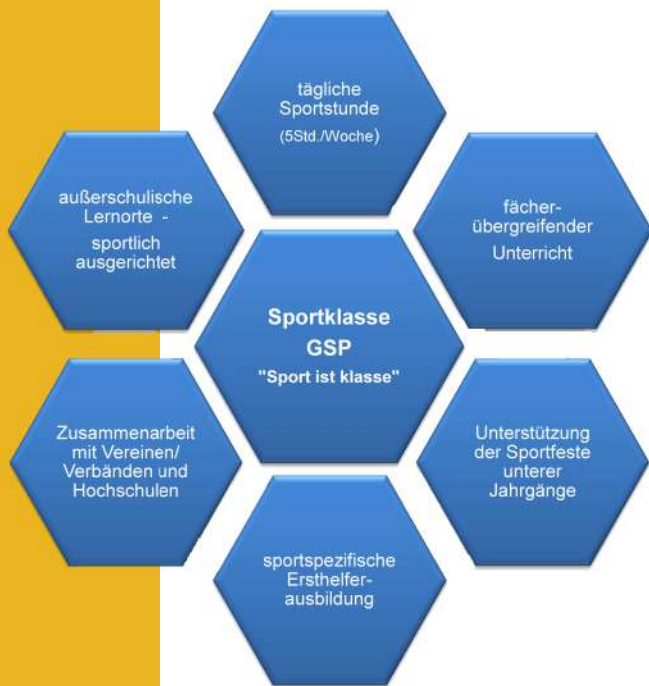 tägliche
Sportstunde
(5Std./Woche)
außerschulische
Lernorte -
sportlich
ausgerichtet
fächer-
übergreifender
Unterricht
Sportklasse
GSP
"Sport ist klasse"
Zusammenarbeit
mit Vereinen/
Verbänden und
Hochschulen
Unterstützung
der Sportfeste
unterer
Jahrgänge
sportspezifische
Ersthelfer-
ausbildung